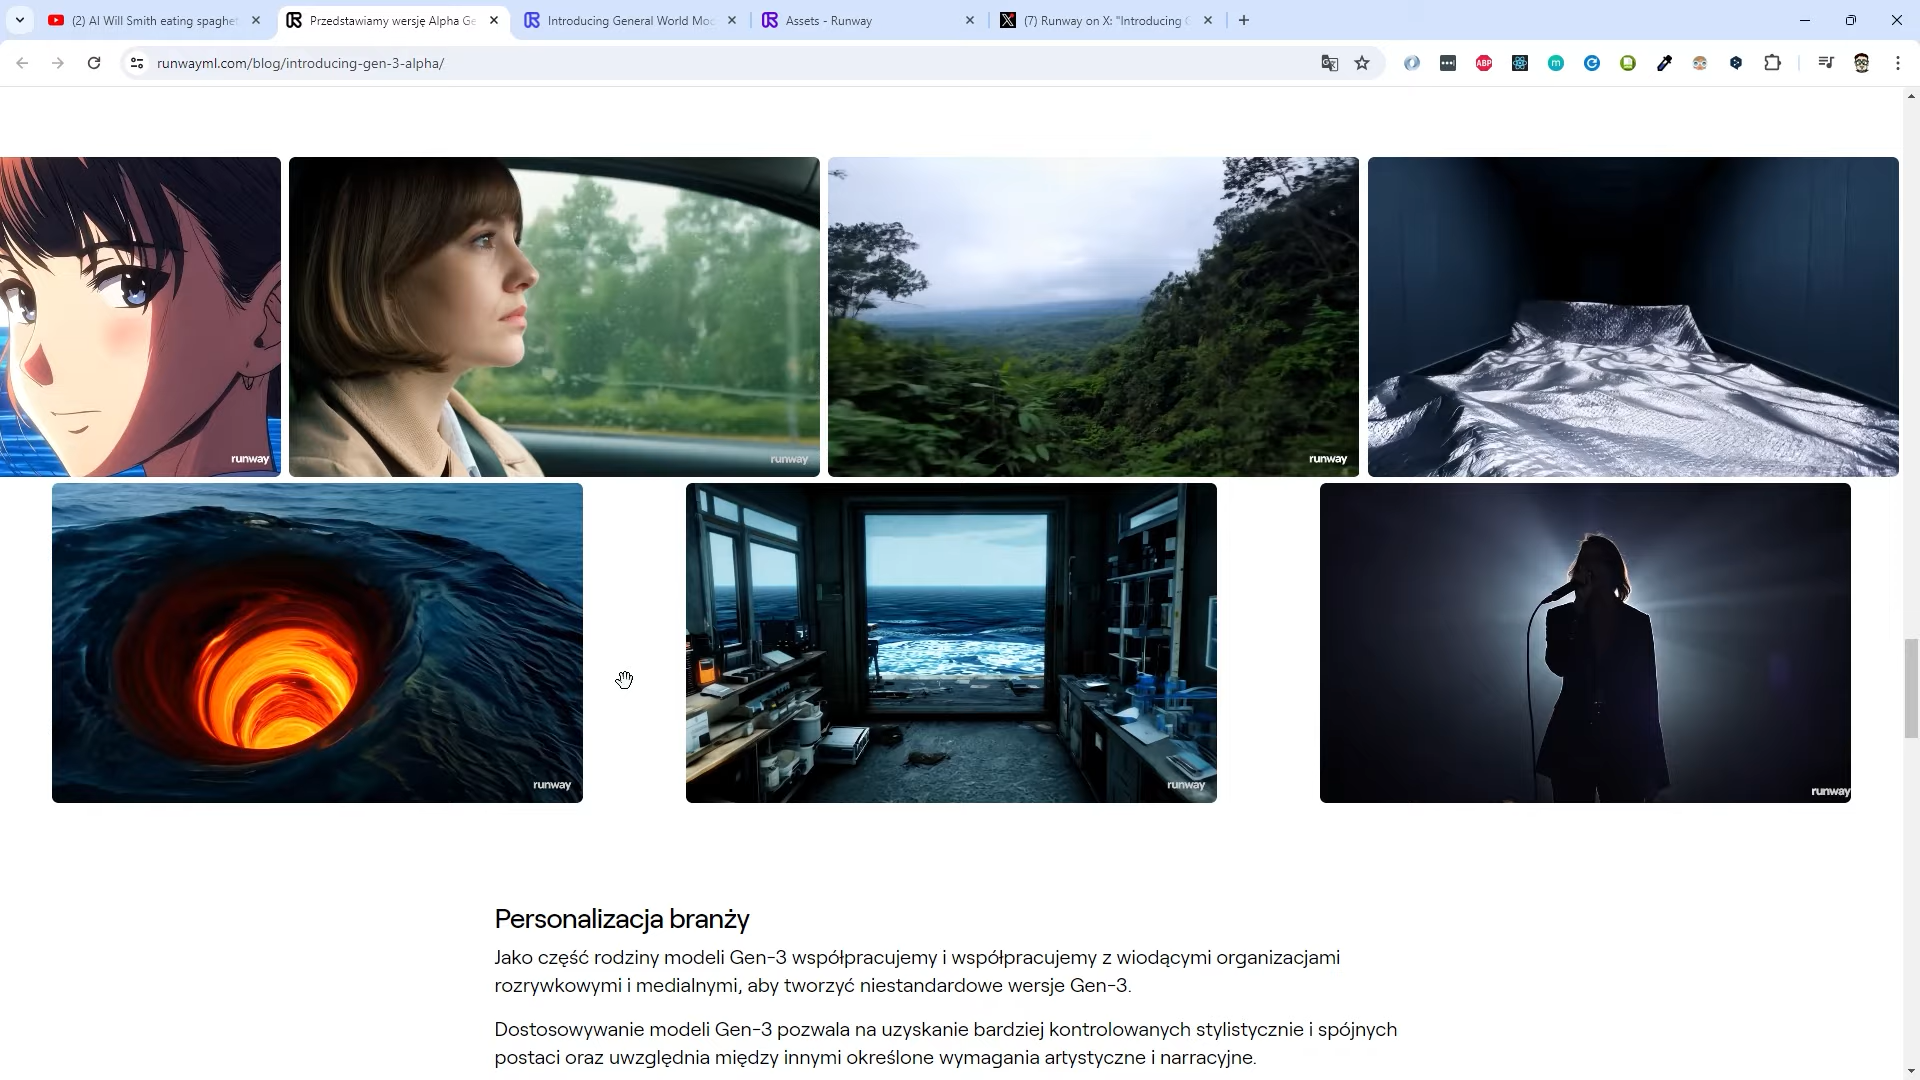 (2) AI Will Smith eating spaghet
Przedstawiamy wersję Alpha Ge
Introducing General World Mod
Assets - Runway
(7) Runway on X: "Introducing G
runwayml.com/blog/introducing-gen-3-alpha/
ABP
runway
runway
runway
runway
runway
runway
Personalizacja branży
Jako część rodziny modeli Gen-3 współpracujemy i współpracujemy z wiodącymi organizacjami
rozrywkowymi i medialnymi, aby tworzyć niestandardowe wersje Gen-3.
Dostosowywanie modeli Gen-3 pozwala na uzyskanie bardziej kontrolowanych stylistycznie i spójnych
postaci oraz uwzględnia między innymi określone wymagania artystyczne i narracyjne.